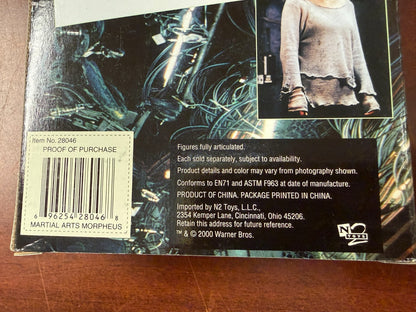 Item No. 28046
PROOF OF PURCHASE
6 96254 28046 8
MARTIAL ARTS MORPHEUS
Figures fully articulated.
Each sold separately, subject to availability.
Product details and color may vary from photography shown.
Conforms to EN71 and ASTM F963 at date of manufacture.
PRODUCT OF CHINA. PACKAGE PRINTED IN CHINA.
Imported by N2 Toys, L.L.C.,
2354 Kemper Lane, Cincinnati, Ohio 45206.
Retain this address for future reference.
™ & © 2000 Warner Bros.
N2
TOYS